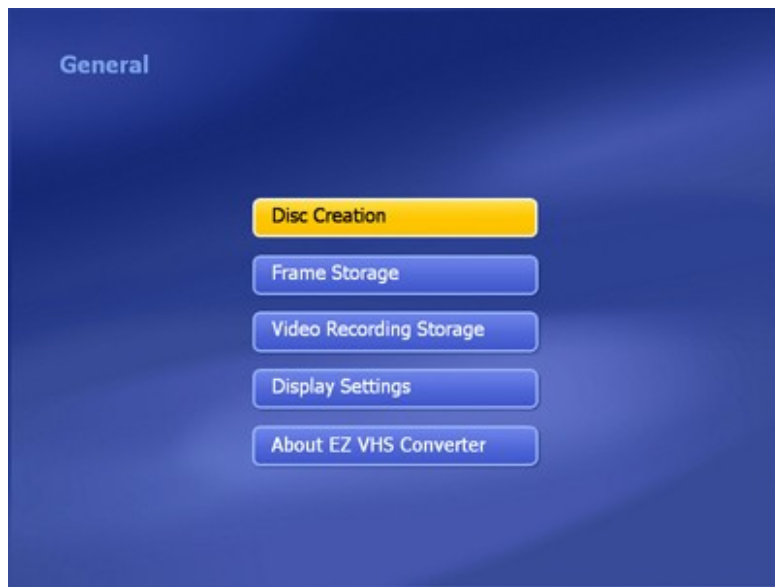 General
Disc Creation
Frame Storage
Video Recording Storage
Display Settings
About EZ VHS Converter